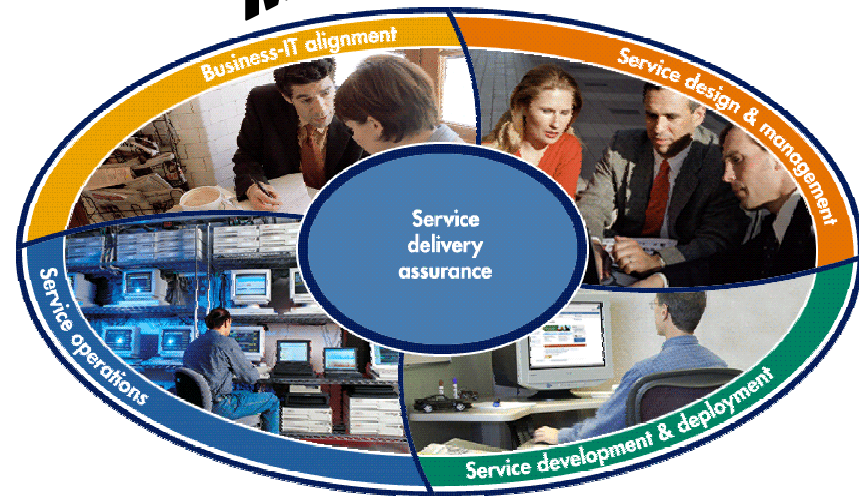 Business-IT alignment
Service design & management
Service
delivery
assurance
Service operations
Service development & deployment